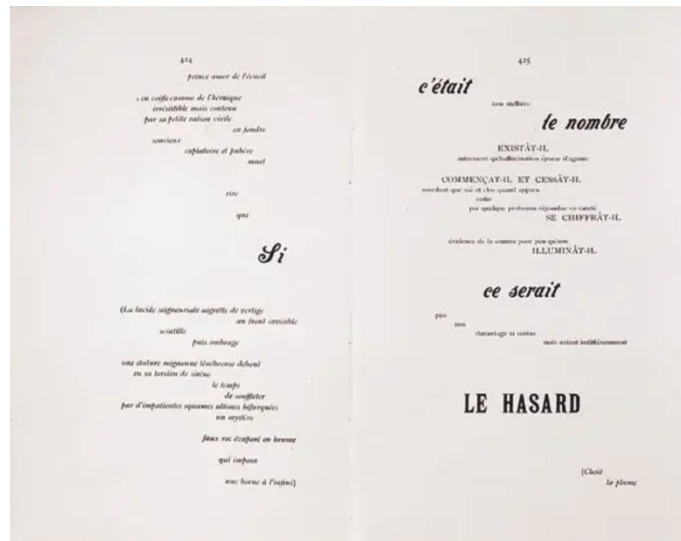 424
prince amer de l'écueil
s'en coiffe comme de l'héroïque
irrésistible mais contenu
par sa petite raison virile
en foudre
soucieux
expiatoire et pubère
muet
rire
que
Si
(La lucide seigneuriale aigrette de vertige
au front invisible
scintille
puis ombrage
une stature mignonne ténébreuse debout
en sa torsion de sirène
le temps
de souffleter
par d'impatientes squames ultimes bifurquées
un mystère
faux roc évaporé en brume
qui imposa
une borne à l'infini)
425
c'était
issu stellaire
le nombre
EXISTÂT-IL
autrement qu'hallucination éparse d'agonie
COMMENÇAT-IL ET CESSÂT-IL
sourdant que nié et clos quand apparu
enfin
par quelque profusion répandue en rareté
SE CHIFFRÂT-IL
évidence de la somme pour peu qu'une
ILLUMINÂT-IL
ce serait
pire
non
davantage ni moins
mais autant indifféremment
LE HASARD
(Choit
la plume